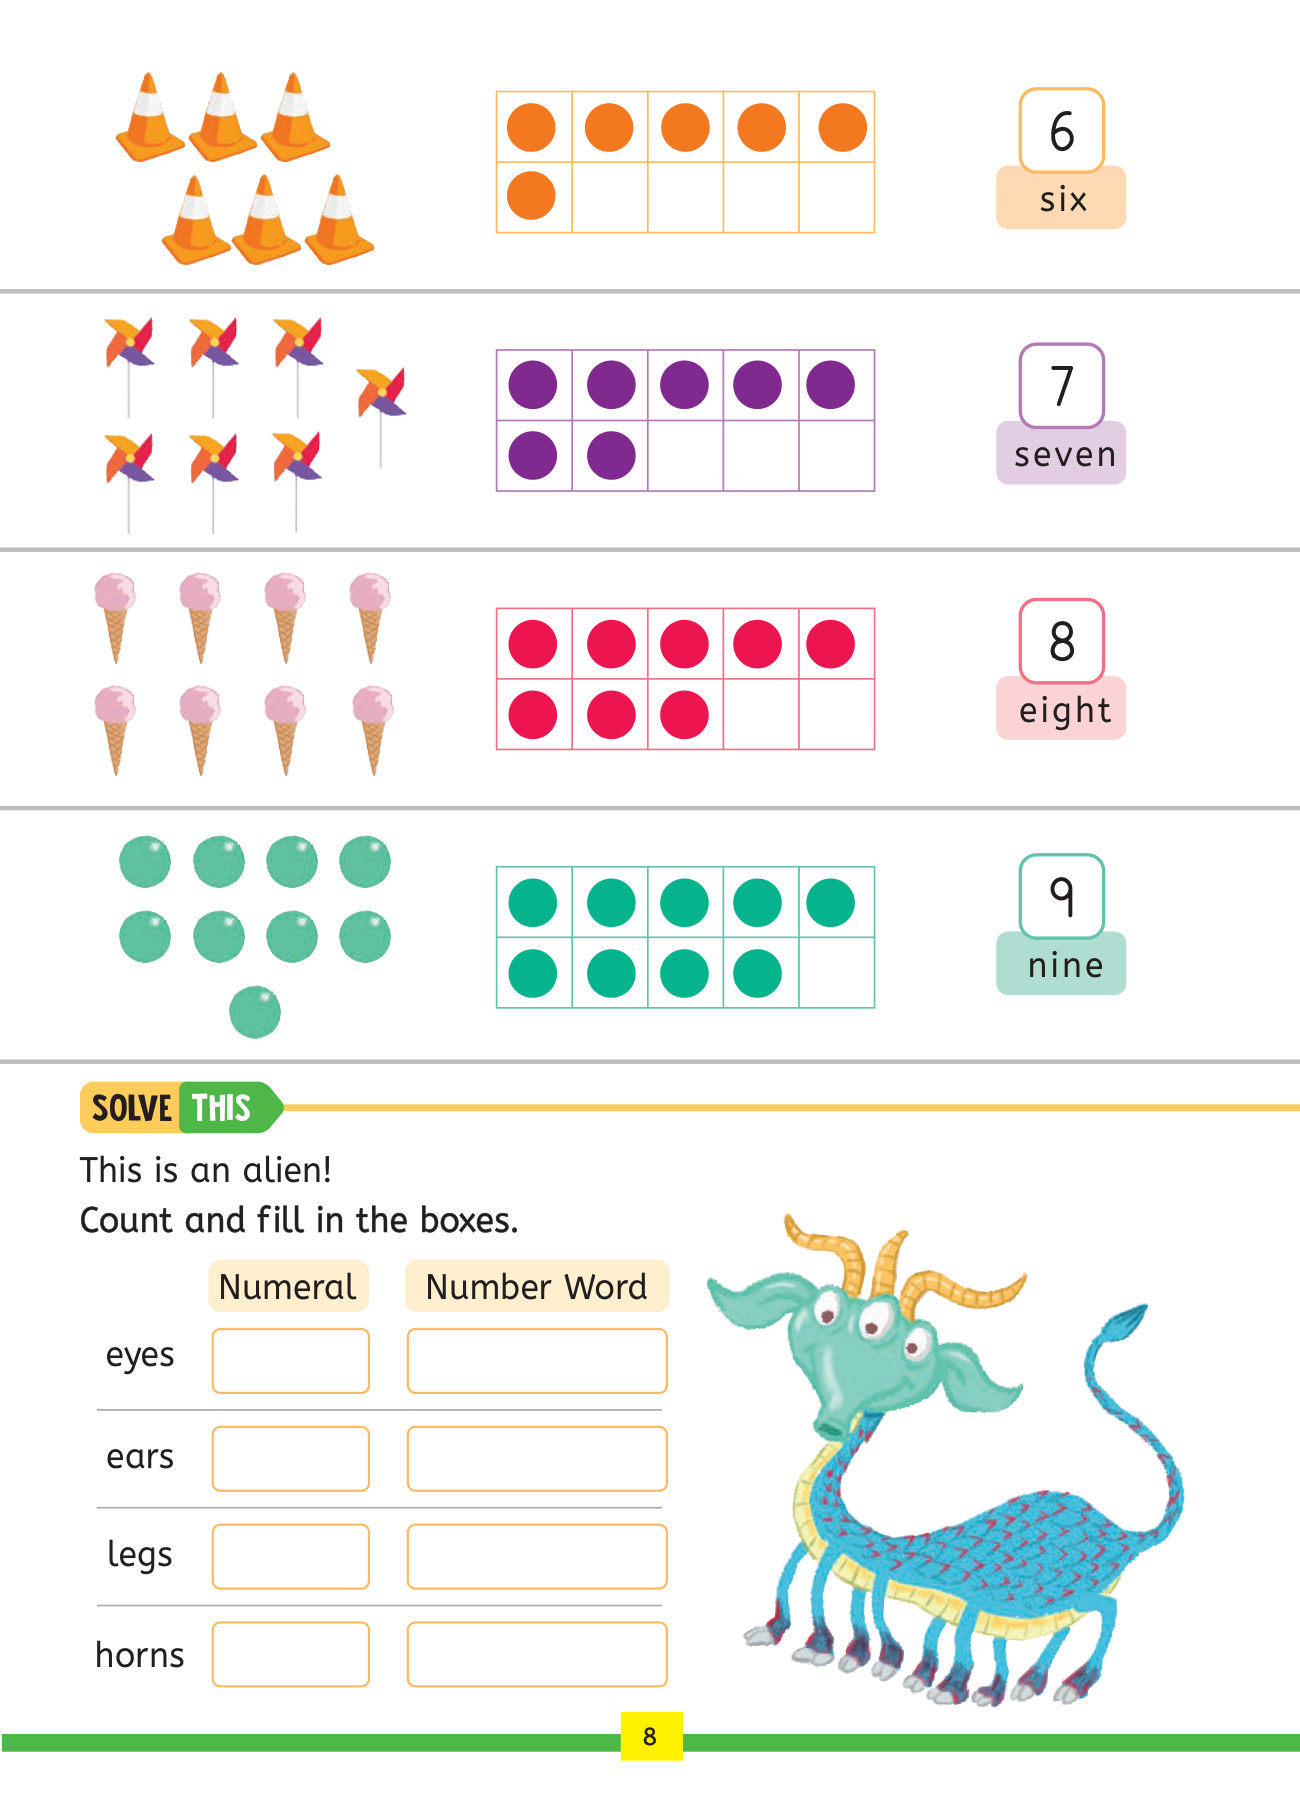 6
six
7
seven
8
eight
9
nine
SOLVE THIS
This is an alien!
Count and fill in the boxes.
Numeral Number Word
eyes
ears
legs
horns
8